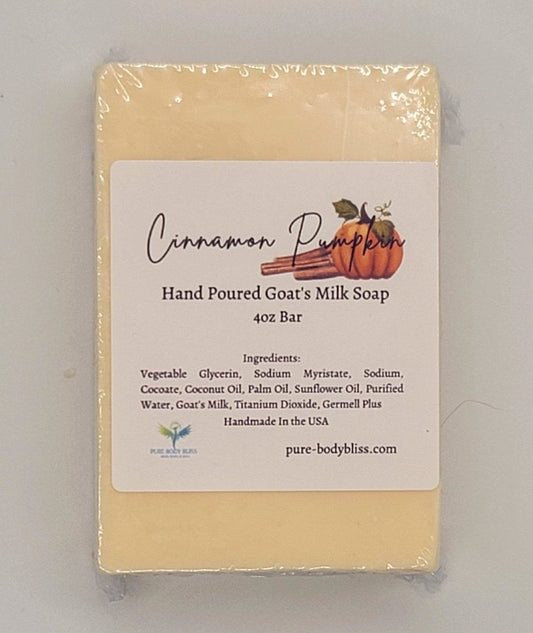 Cinnamon Pumpkin
Hand Poured Goat's Milk Soap
4oz Bar
Ingredients:
Vegetable Glycerin, Sodium Myristate, Sodium,
Cocoate, Coconut Oil, Palm Oil, Sunflower Oil, Purified
Water, Goat's Milk, Titanium Dioxide, Germell Plus
Handmade In the USA
PURE BODY BLISS
pure-bodybliss.com